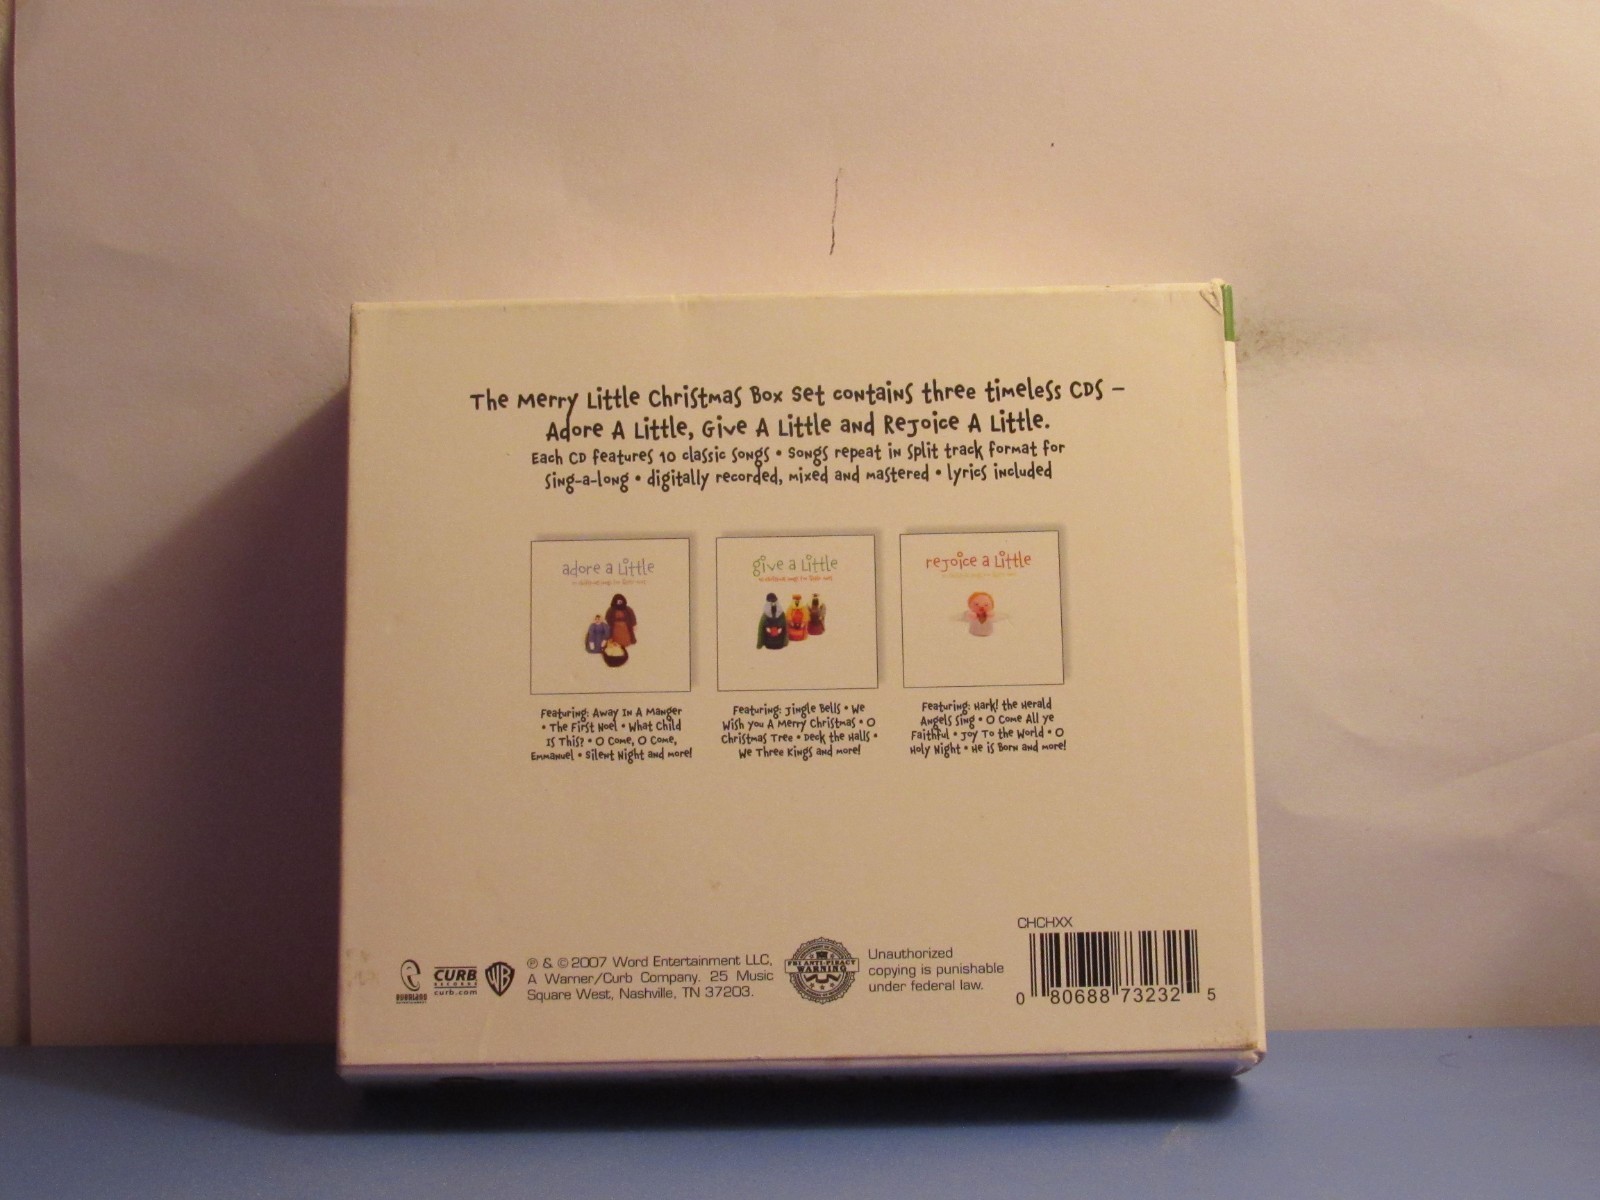 The Merry Little Christmas Box Set contains three timeless CDs –
Adore A Little, Give A Little and Rejoice A Little.
Each CD features 10 classic songs • Songs repeat in split track format for
sing-a-long • digitally recorded, mixed and mastered • lyrics included
adore a little
Featuring: Away In A Manger
• The First Noel • What Child
Is This? • O Come, O Come,
Emmanuel • Silent Night and more!
give a little
Featuring: Jingle Bells • We
Wish you A Merry Christmas • O
Christmas Tree • Deck the Halls •
We Three Kings and more!
rejoice a little
Featuring: Hark! the Herald
Angels Sing • O Come All ye
Faithful • Joy To the World • O
Holy Night • He is Born and more!
CURB
RECORDS
curb.com
WB
℗ & © 2007 Word Entertainment LLC,
A Warner/Curb Company. 25 Music
Square West, Nashville, TN 37203.
FBI ANTI-PIRACY
WARNING
Unauthorized
copying is punishable
under federal law.
CHCHXX
0 80688 73232 5